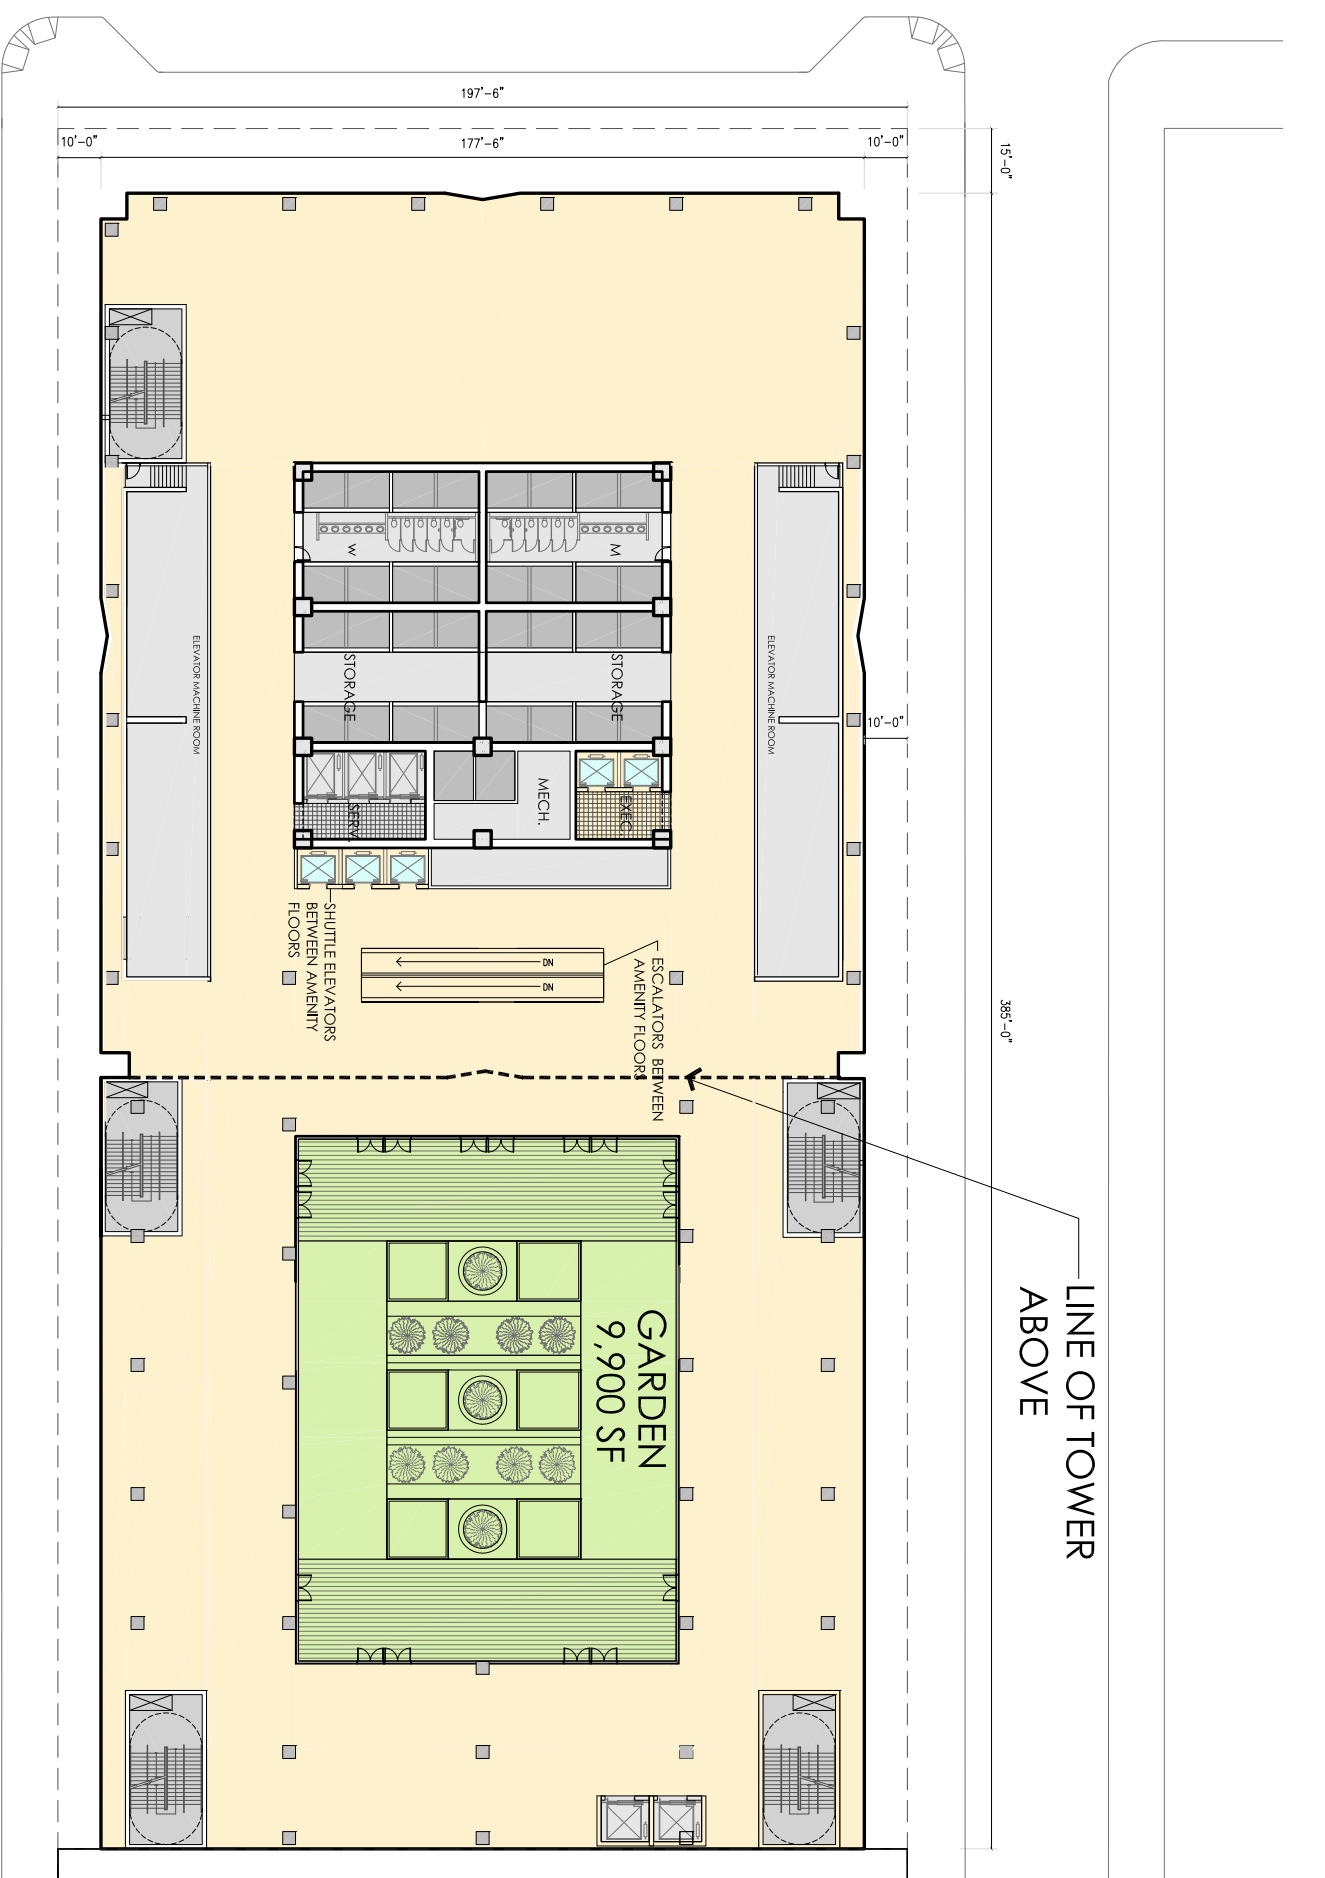 197'-6"
10'-0"
177'-6"
10'-0"
15'-0"
W
M
ELEVATOR MACHINE ROOM
STORAGE
STORAGE
ELEVATOR MACHINE ROOM
10'-0"
SERV.
MECH.
EXEC.
SHUTTLE ELEVATORS
BETWEEN AMENITY
FLOORS
DN
DN
ESCALATORS BETWEEN
AMENITY FLOORS
385'-0"
LINE OF TOWER
ABOVE
GARDEN
9,900 SF